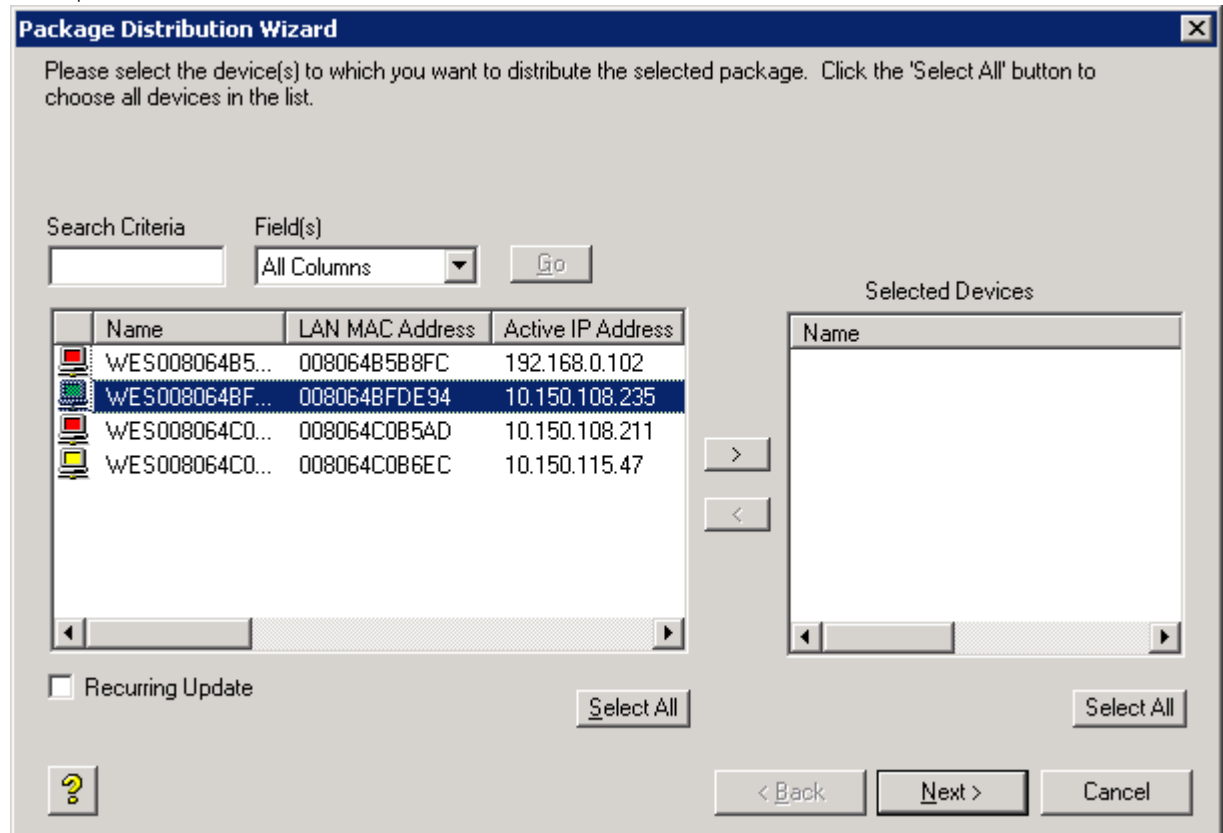 Package Distribution Wizard
Please select the device(s) to which you want to distribute the selected package. Click the 'Select All' button to
choose all devices in the list.
Search Criteria Field(s)
All Columns Go
Selected Devices
Name LAN MAC Address Active IP Address Name
WES008064B5... 008064B5B8FC 192.168.0.102
WES008064BF... 008064BFDE94 10.150.108.235
WES008064C0... 008064C0B5AD 10.150.108.211
WES008064C0... 008064C0B6EC 10.150.115.47
>
<
Recurring Update Select All Select All
? < Back Next > Cancel